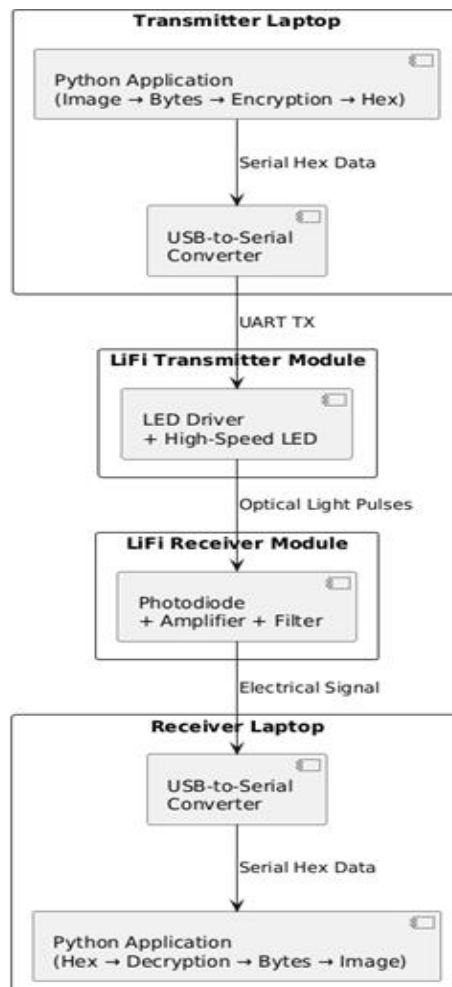 Transmitter Laptop
Python Application
(Image → Bytes → Encryption → Hex)
Serial Hex Data
USB-to-Serial
Converter
UART TX
LiFi Transmitter Module
LED Driver
+ High-Speed LED
Optical Light Pulses
LiFi Receiver Module
Photodiode
+ Amplifier + Filter
Electrical Signal
Receiver Laptop
USB-to-Serial
Converter
Serial Hex Data
Python Application
(Hex → Decryption → Bytes → Image)